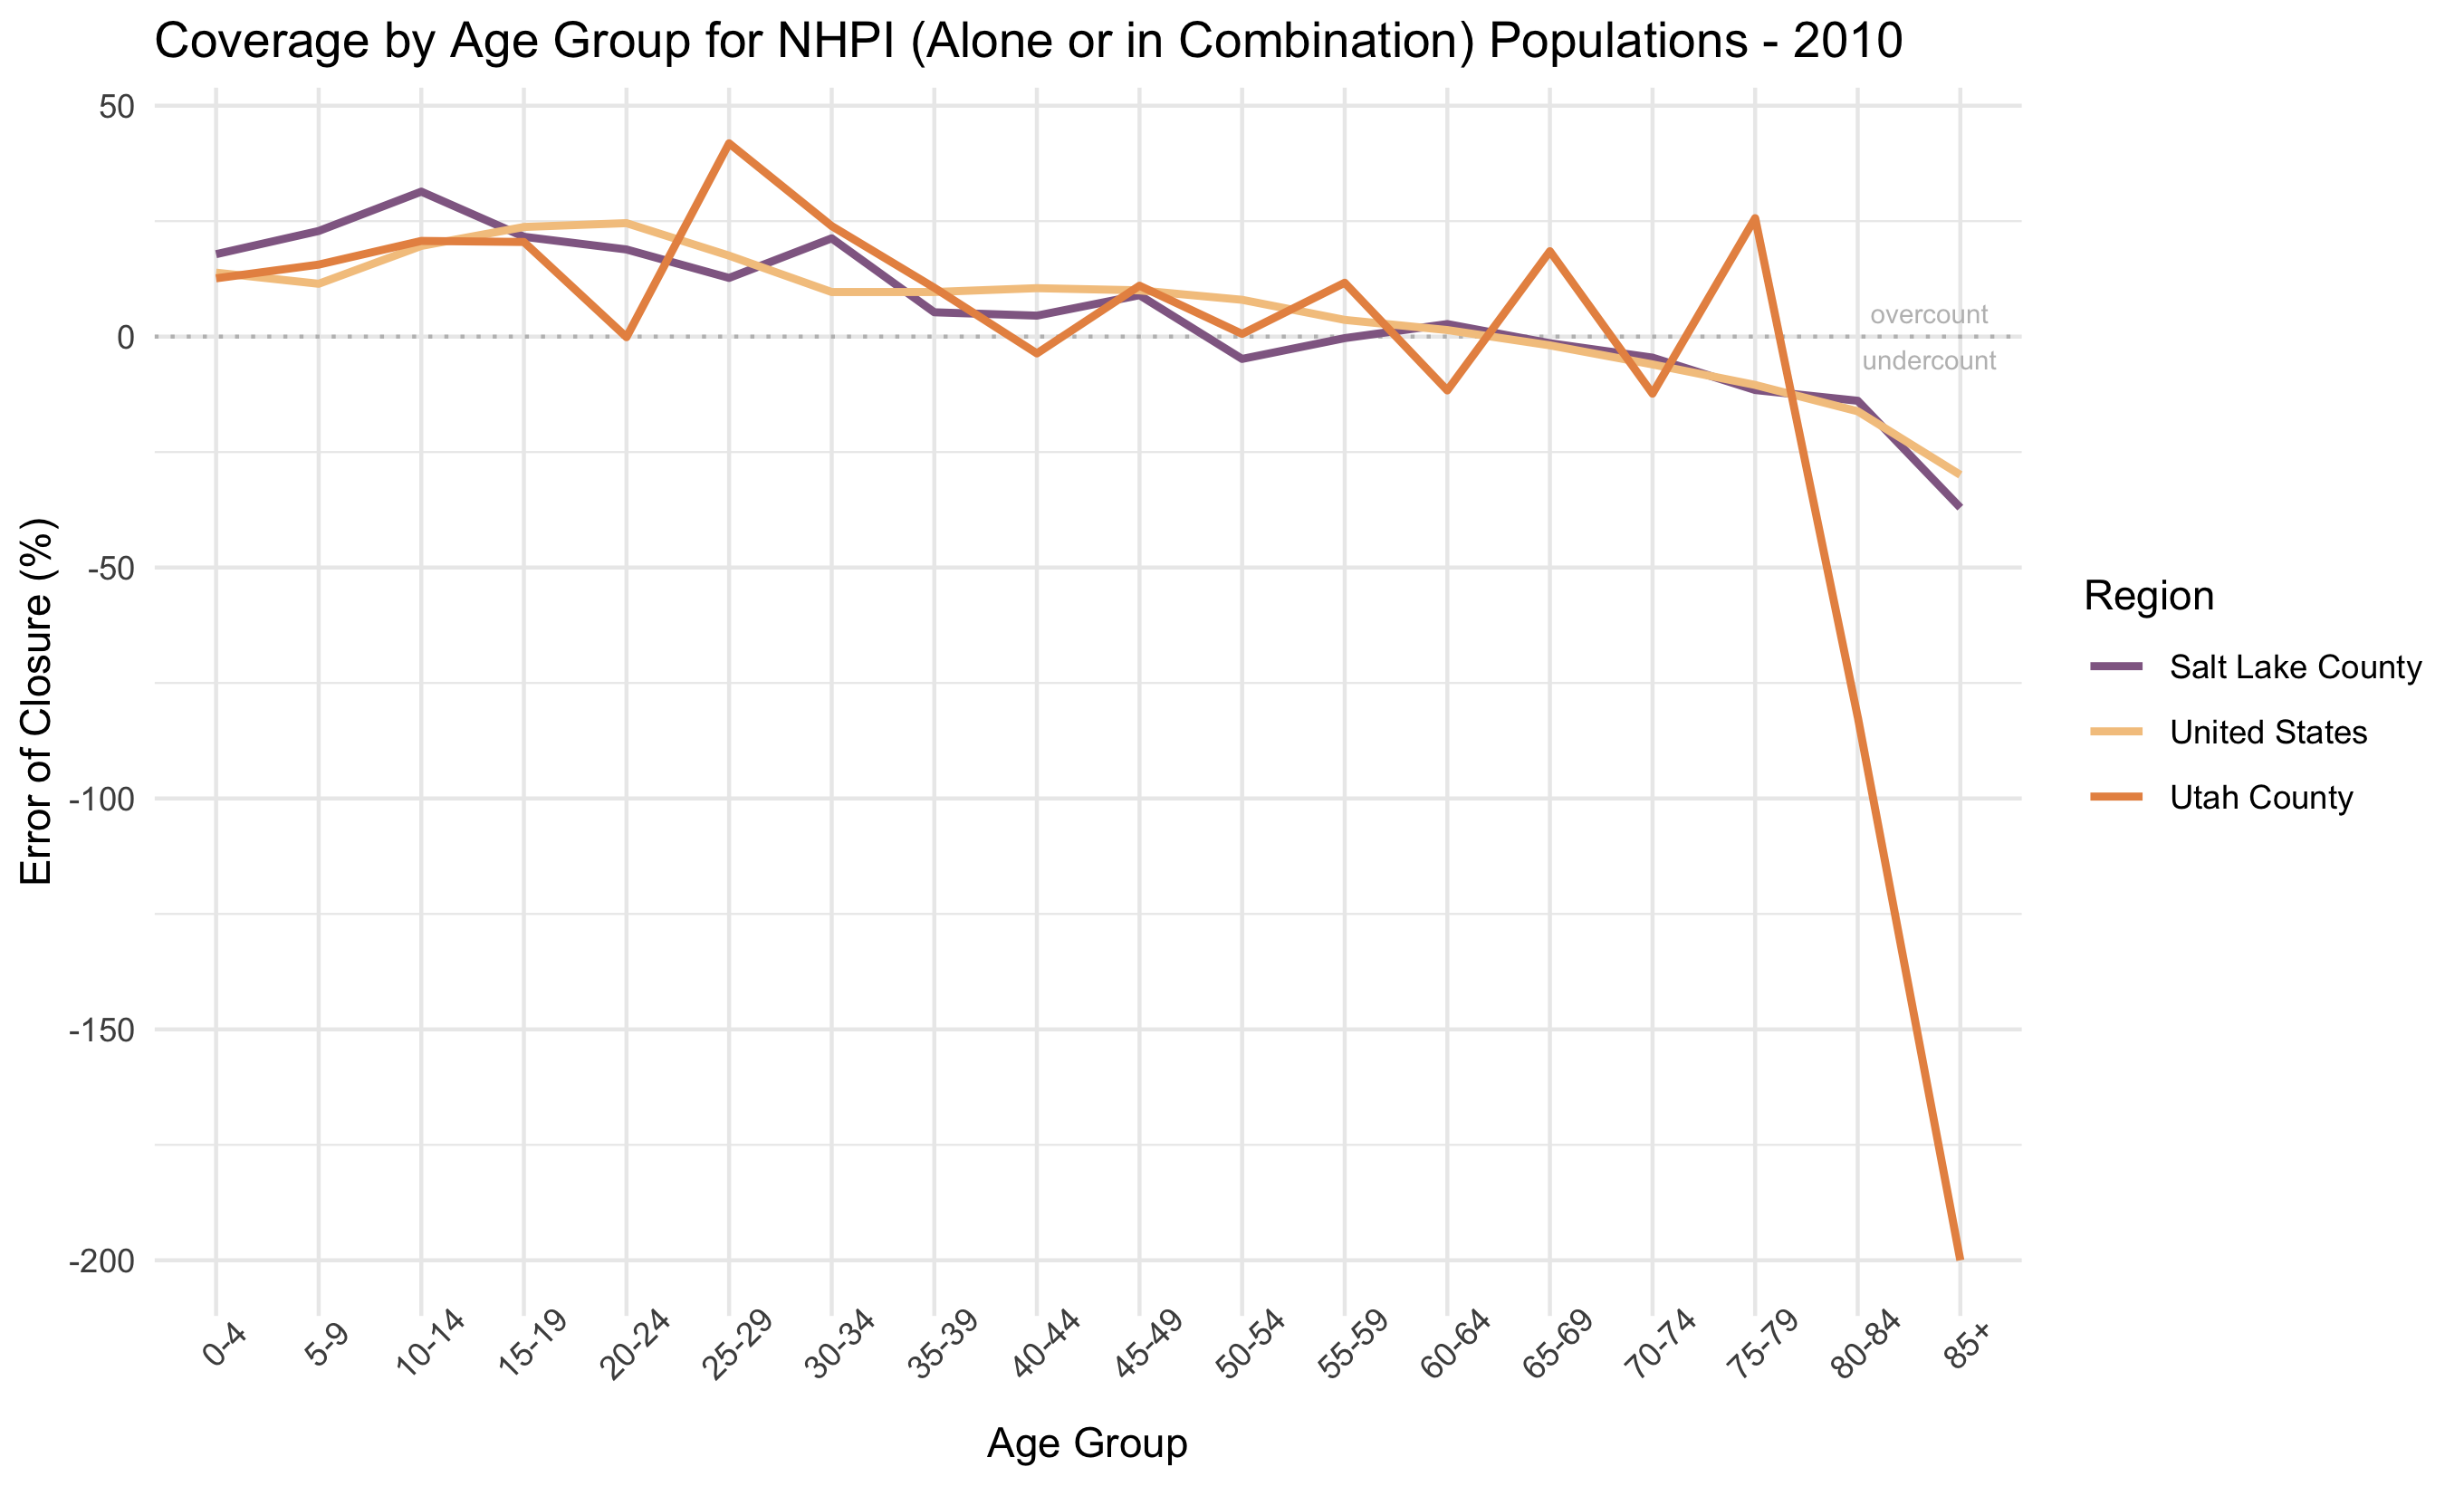 Coverage by Age Group for NHPI (Alone or in Combination) Populations - 2010
50
0
-50
-100
-150
-200
Error of Closure (%)
overcount
undercount
Region
Salt Lake County
United States
Utah County
0-4
5-9
10-14
15-19
20-24
25-29
30-34
35-39
40-44
45-49
50-54
55-59
60-64
65-69
70-74
75-79
80-84
85+
Age Group